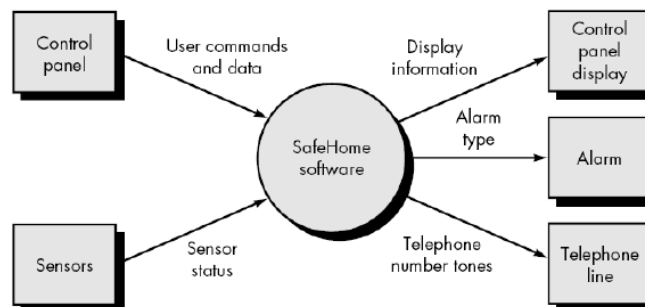 Control
panel
User commands
and data
Display
information
Control
panel
display
SafeHome
software
Alarm
type
Alarm
Sensors
Sensor
status
Telephone
number tones
Telephone
line